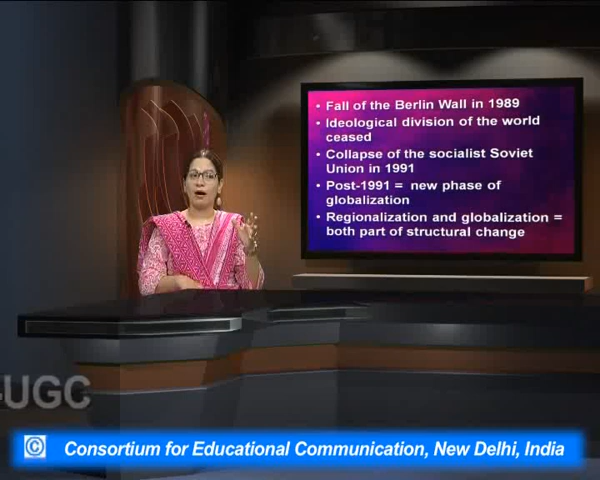 • Fall of the Berlin Wall in 1989
• Ideological division of the world
ceased
• Collapse of the socialist Soviet
Union in 1991
• Post-1991 = new phase of
globalization
• Regionalization and globalization =
both part of structural change
-UGC
© Consortium for Educational Communication, New Delhi, India